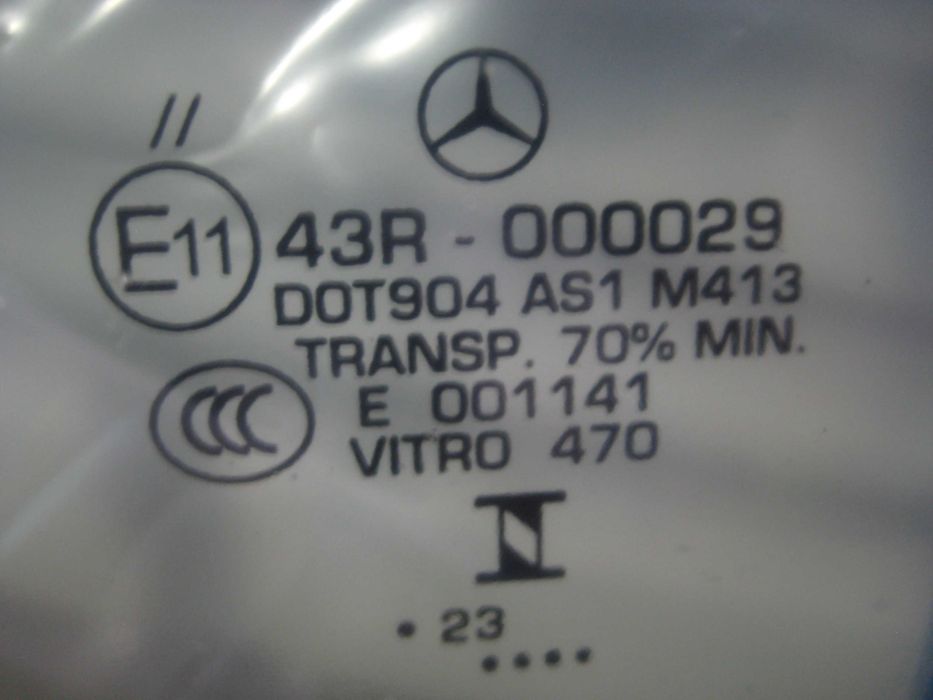 //
E11 43R - 000029
DOT904 AS1 M413
TRANSP. 70% MIN.
CCC E 001141
VITRO 470
. 23
....